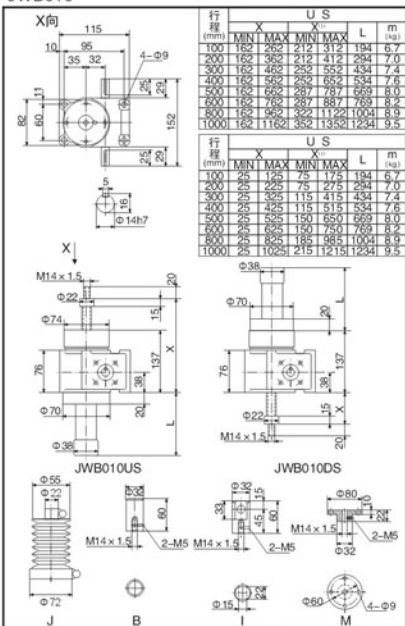 X向
115
10 95
35 32
4-Φ9
25
29
11
82
60
152
25
29
5
16
Φ14h7
行程(mm) U S
X X⁽¹⁾ L m(kg)
MIN MAX MIN MAX
100 162 262 212 312 194 6.7
200 162 362 212 412 294 7.0
300 162 462 252 552 434 7.4
400 162 562 252 652 534 7.6
500 162 662 287 787 669 8.0
600 162 762 287 887 769 8.2
800 162 962 322 1122 1004 8.9
1000 162 1162 352 1352 1234 9.5
行程(mm) U S
X X⁽¹⁾ L m(kg)
MIN MAX MIN MAX
100 25 125 75 175 194 6.7
200 25 225 75 275 294 7.0
300 25 325 115 415 434 7.4
400 25 425 115 515 534 7.6
500 25 525 150 650 669 8.0
600 25 625 150 750 769 8.2
800 25 825 185 985 1004 8.9
1000 25 1025 215 1215 1234 9.5
X
M14×1.5
20
Φ22
15
Φ74
X
76
38
137
Φ70
20
L
Φ38
JWB010US
Φ38
Φ70
20
L
76
38
137
Φ22
15
X
M14×1.5
20
JWB010DS
Φ55
Φ22
Φ72
J
Φ32
60
M14×1.5
2-M5
B
Φ32
15
33
45
60
M14×1.5
2-M5
Φ15
22
I
Φ80
10
22
M14×1.5
2-M5
Φ32
Φ60
4-Φ9
M